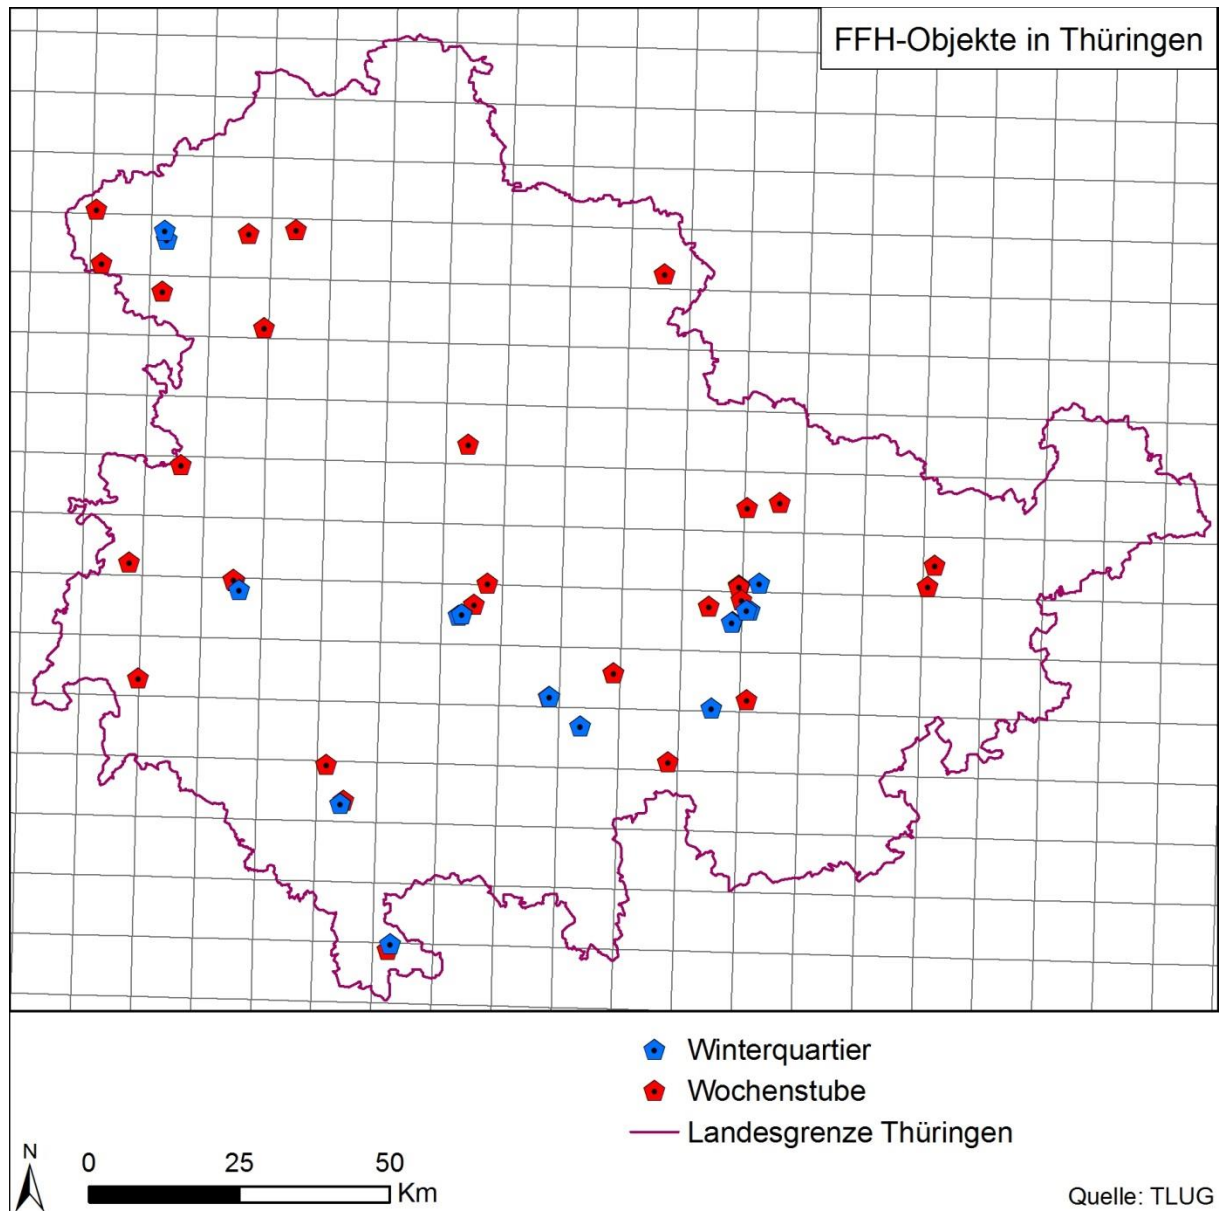 FFH-Objekte in Thüringen
Winterquartier
Wochenstube
Landesgrenze Thüringen
N
0 25 50
Km
Quelle: TLUG